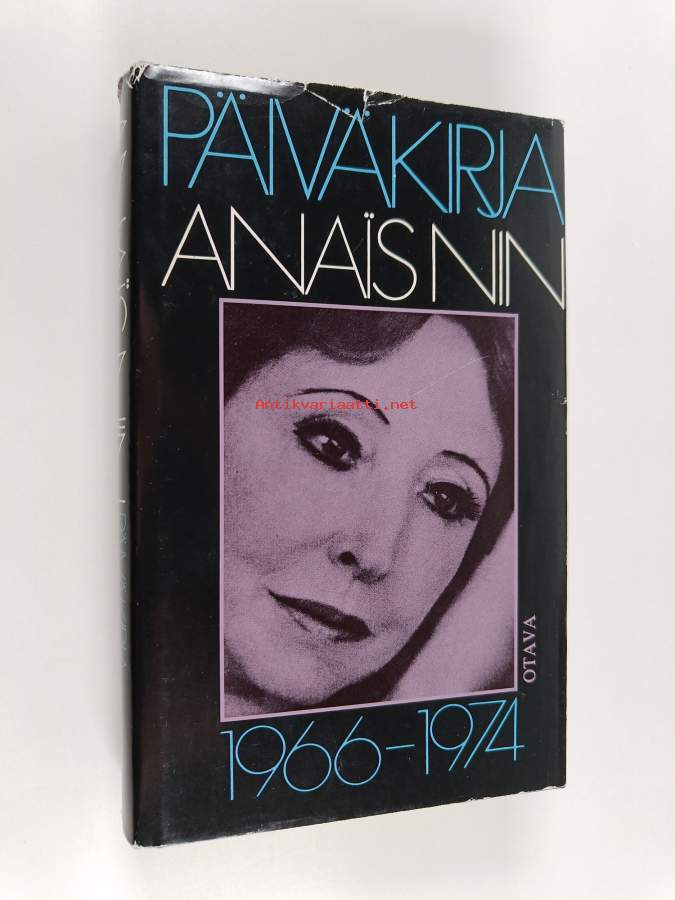 PÄIVÄKIRJA
ANAÏS NIN
Antikvariaatti.net
OTAVA
1966–1974